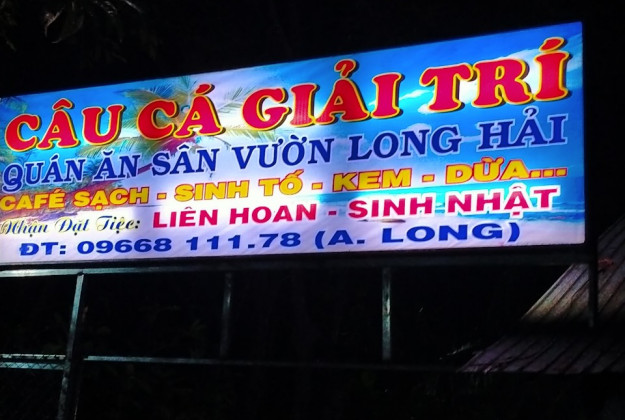 CÂU CÁ GIẢI TRÍ
QUÁN ĂN SÂN VƯỜN LONG HẢI
CAFÉ SẠCH - SINH TỐ - KEM - DỪA...
Nhận Đặt Tiệc: LIÊN HOAN - SINH NHẬT
ĐT: 09668 111.78 (A. LONG)